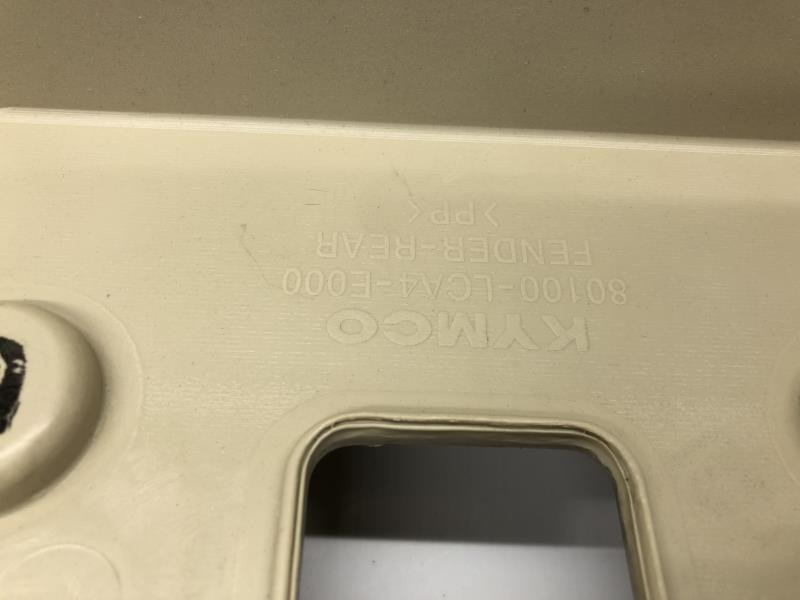 KYMCO
80100-LCA4-E000
FENDER-REAR
>PP<